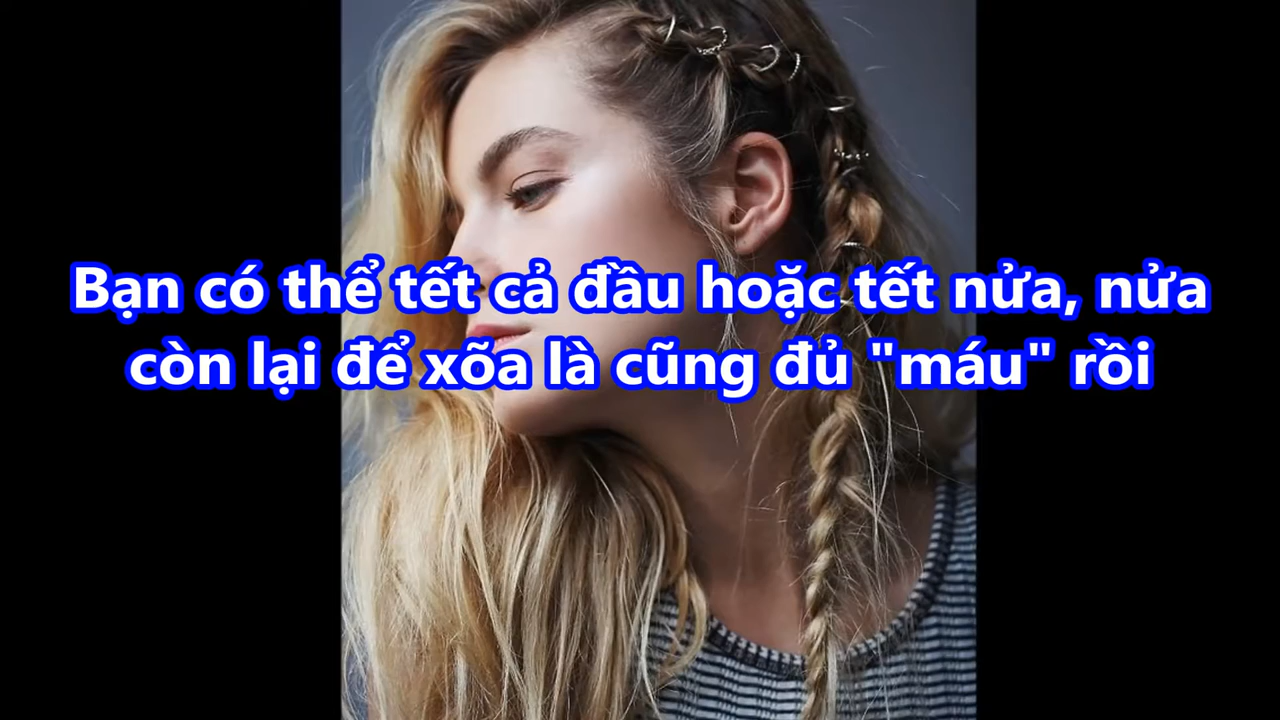 Bạn có thể tết cả đầu hoặc tết nửa, nửa
còn lại để xõa là cũng đủ "máu" rồi